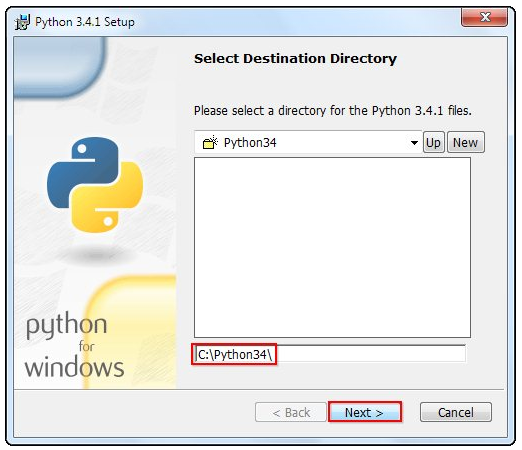 Python 3.4.1 Setup
Select Destination Directory
Please select a directory for the Python 3.4.1 files.
Python34
Up
New
python
for
windows
C:\Python34\
< Back
Next >
Cancel